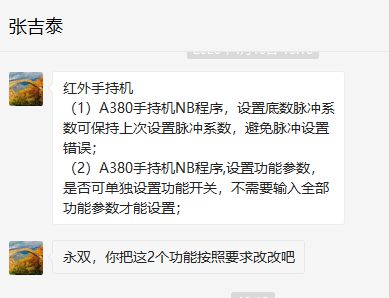 张吉泰
红外手持机
（1）A380手持机NB程序，设置底数脉冲系
数可保持上次设置脉冲系数，避免脉冲设置
错误；
（2）A380手持机NB程序,设置功能参数，
是否可单独设置功能开关，不需要输入全部
功能参数才能设置；
永双，你把这2个功能按照要求改改吧